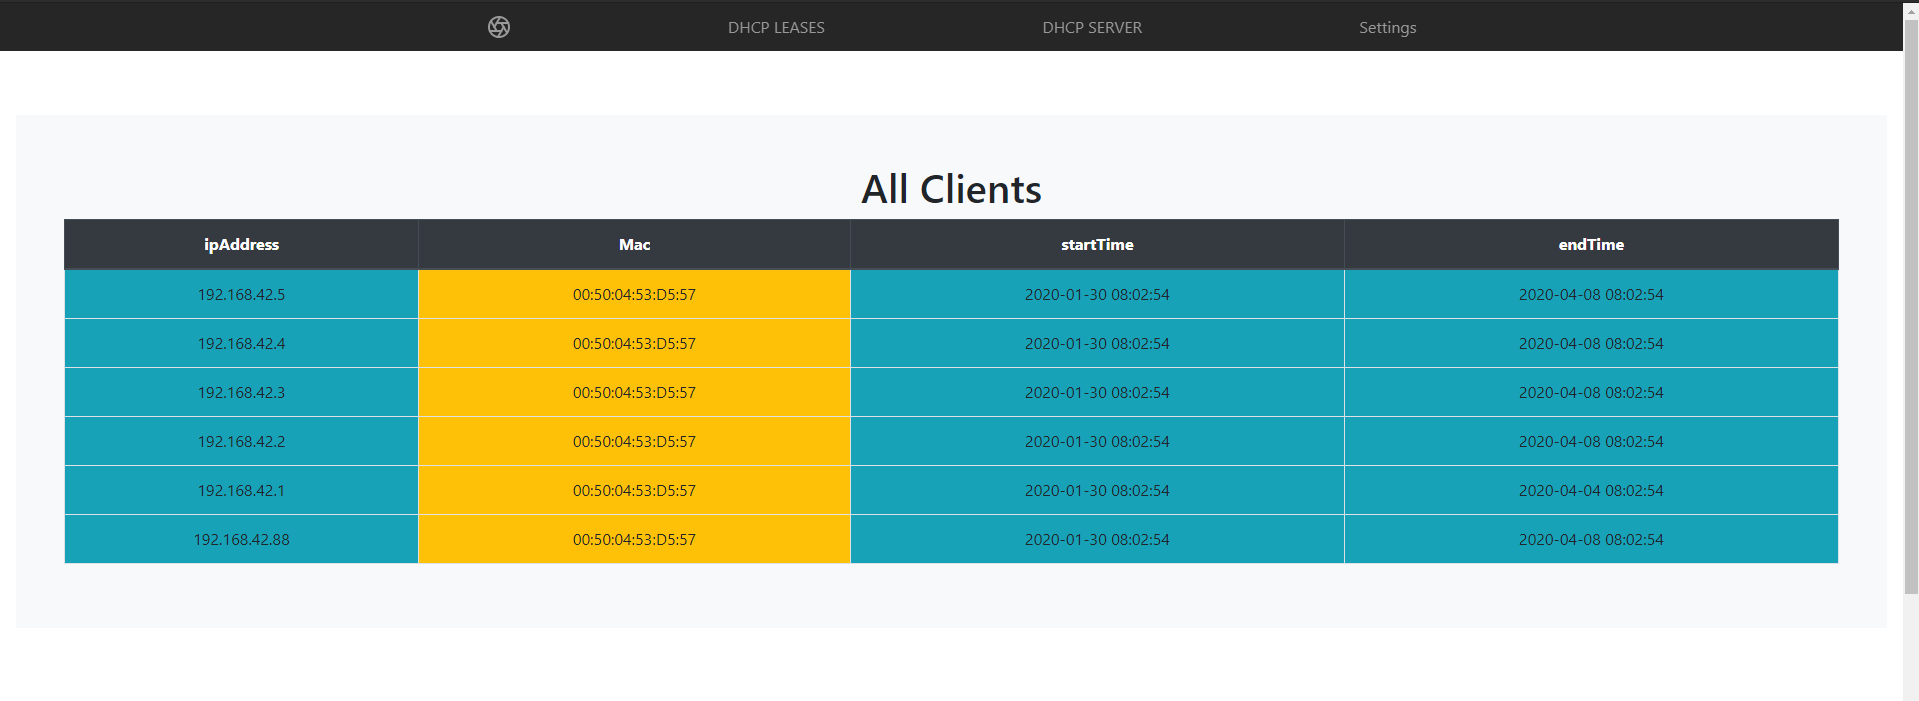 DHCP LEASES DHCP SERVER Settings
All Clients
ipAddress Mac startTime endTime
192.168.42.5 00:50:04:53:D5:57 2020-01-30 08:02:54 2020-04-08 08:02:54
192.168.42.4 00:50:04:53:D5:57 2020-01-30 08:02:54 2020-04-08 08:02:54
192.168.42.3 00:50:04:53:D5:57 2020-01-30 08:02:54 2020-04-08 08:02:54
192.168.42.2 00:50:04:53:D5:57 2020-01-30 08:02:54 2020-04-08 08:02:54
192.168.42.1 00:50:04:53:D5:57 2020-01-30 08:02:54 2020-04-04 08:02:54
192.168.42.88 00:50:04:53:D5:57 2020-01-30 08:02:54 2020-04-08 08:02:54